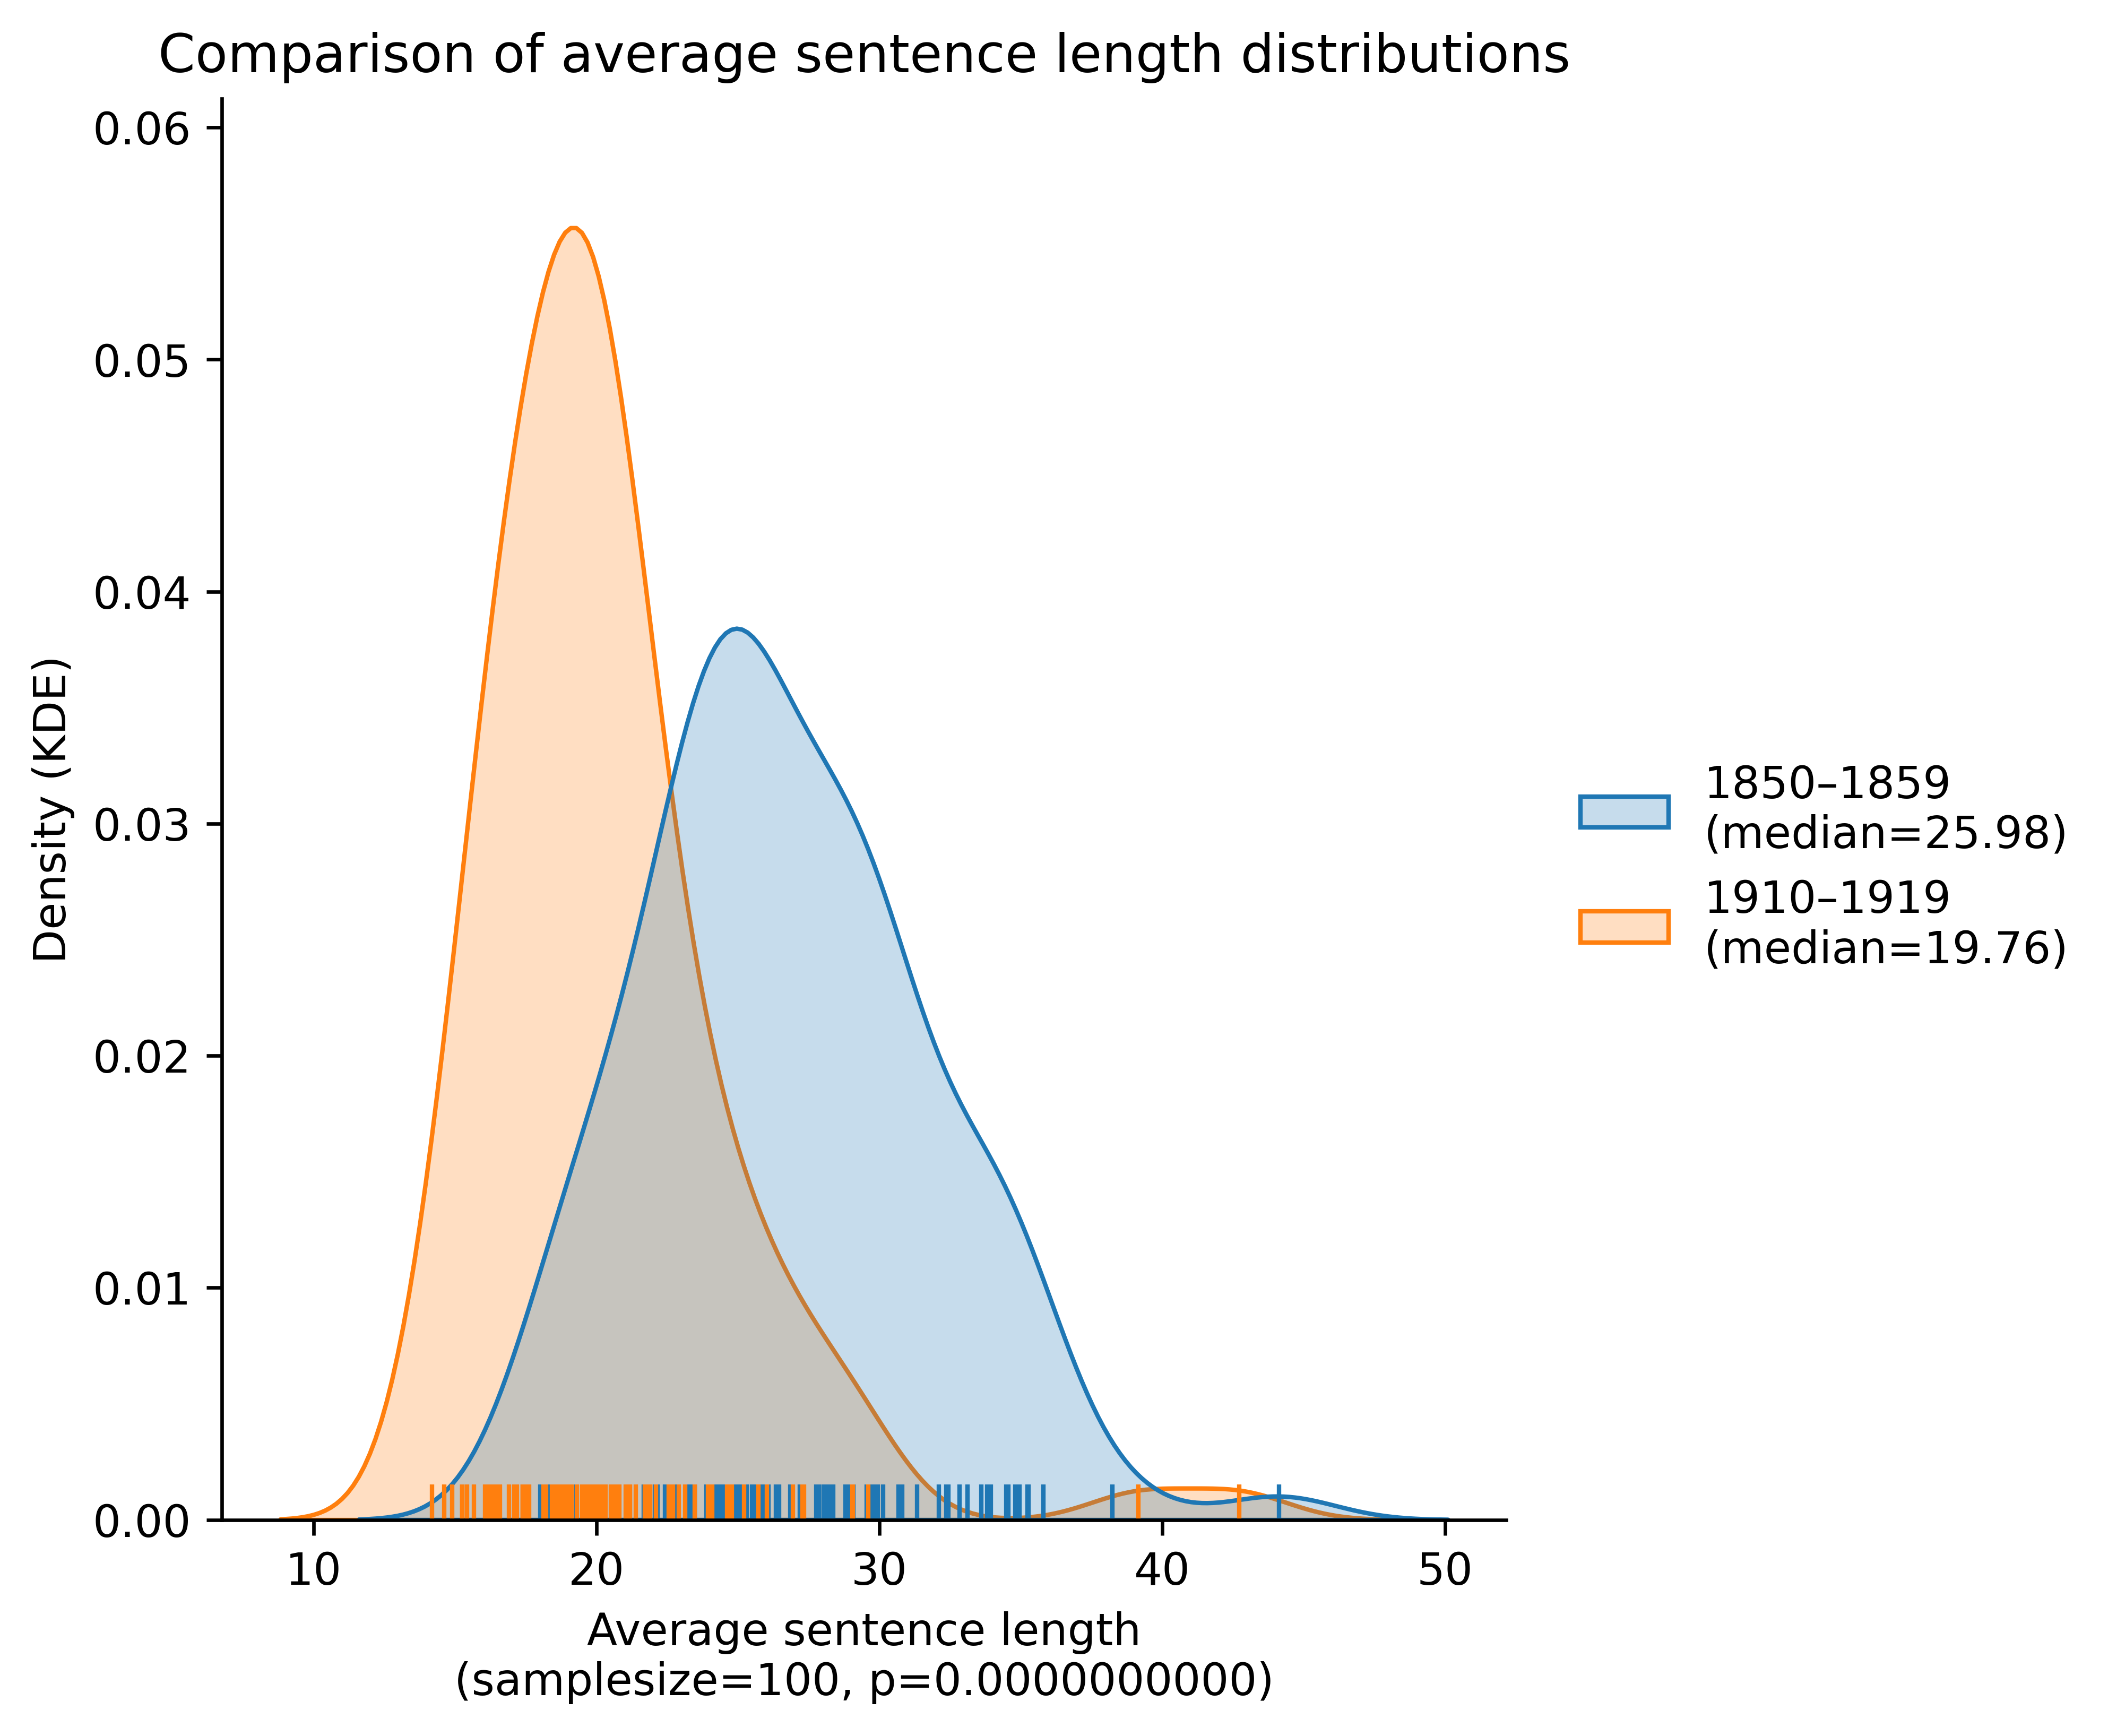 Comparison of average sentence length distributions
0.06
0.05
0.04
0.03
0.02
0.01
0.00
Density (KDE)
10 20 30 40 50
Average sentence length
(samplesize=100, p=0.0000000000)
1850–1859
(median=25.98)
1910–1919
(median=19.76)